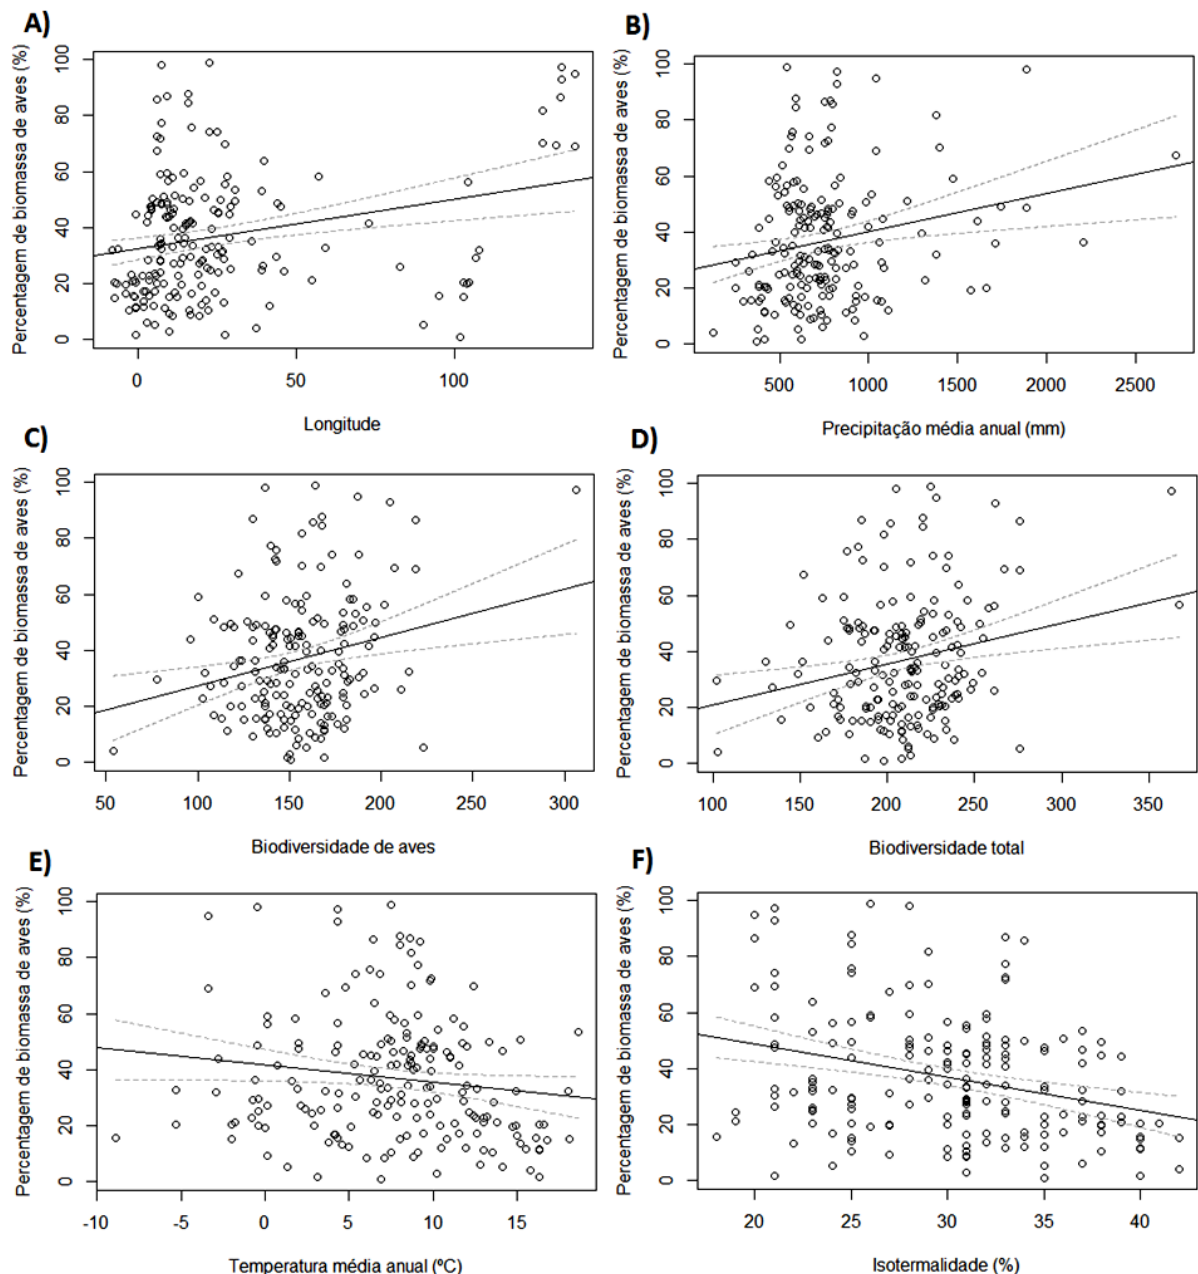 A)
Percentagem de biomassa de aves (%)
0 20 40 60 80 100
0 50 100
Longitude
B)
Percentagem de biomassa de aves (%)
0 20 40 60 80 100
500 1000 1500 2000 2500
Precipitação média anual (mm)
C)
Percentagem de biomassa de aves (%)
0 20 40 60 80 100
50 100 150 200 250 300
Biodiversidade de aves
D)
Percentagem de biomassa de aves (%)
0 20 40 60 80 100
100 150 200 250 300 350
Biodiversidade total
E)
Percentagem de biomassa de aves (%)
0 20 40 60 80 100
-10 -5 0 5 10 15
Temperatura média anual (ºC)
F)
Percentagem de biomassa de aves (%)
0 20 40 60 80 100
20 25 30 35 40
Isotermalidade (%)